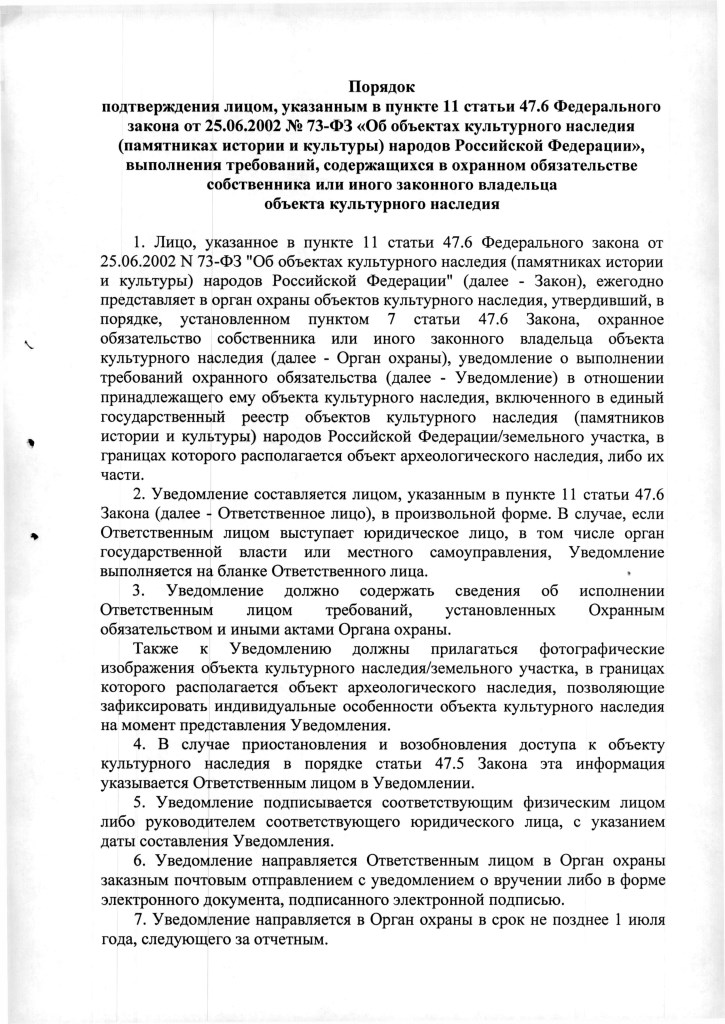 Порядок
подтверждения лицом, указанным в пункте 11 статьи 47.6 Федерального
закона от 25.06.2002 № 73-ФЗ «Об объектах культурного наследия
(памятниках истории и культуры) народов Российской Федерации»,
выполнения требований, содержащихся в охранном обязательстве
собственника или иного законного владельца
объекта культурного наследия
1. Лицо, указанное в пункте 11 статьи 47.6 Федерального закона от
25.06.2002 N 73-ФЗ "Об объектах культурного наследия (памятниках истории
и культуры) народов Российской Федерации" (далее - Закон), ежегодно
представляет в орган охраны объектов культурного наследия, утвердивший, в
порядке, установленном пунктом 7 статьи 47.6 Закона, охранное
обязательство собственника или иного законного владельца объекта
культурного наследия (далее - Орган охраны), уведомление о выполнении
требований охранного обязательства (далее - Уведомление) в отношении
принадлежащего ему объекта культурного наследия, включенного в единый
государственный реестр объектов культурного наследия (памятников
истории и культуры) народов Российской Федерации/земельного участка, в
границах которого располагается объект археологического наследия, либо их
части.
2. Уведомление составляется лицом, указанным в пункте 11 статьи 47.6
Закона (далее - Ответственное лицо), в произвольной форме. В случае, если
Ответственным лицом выступает юридическое лицо, в том числе орган
государственной власти или местного самоуправления, Уведомление
выполняется на бланке Ответственного лица.
3. Уведомление должно содержать сведения об исполнении
Ответственным лицом требований, установленных Охранным
обязательством и иными актами Органа охраны.
Также к Уведомлению должны прилагаться фотографические
изображения объекта культурного наследия/земельного участка, в границах
которого располагается объект археологического наследия, позволяющие
зафиксировать индивидуальные особенности объекта культурного наследия
на момент представления Уведомления.
4. В случае приостановления и возобновления доступа к объекту
культурного наследия в порядке статьи 47.5 Закона эта информация
указывается Ответственным лицом в Уведомлении.
5. Уведомление подписывается соответствующим физическим лицом
либо руководителем соответствующего юридического лица, с указанием
даты составления Уведомления.
6. Уведомление направляется Ответственным лицом в Орган охраны
заказным почтовым отправлением с уведомлением о вручении либо в форме
электронного документа, подписанного электронной подписью.
7. Уведомление направляется в Орган охраны в срок не позднее 1 июля
года, следующего за отчетным.